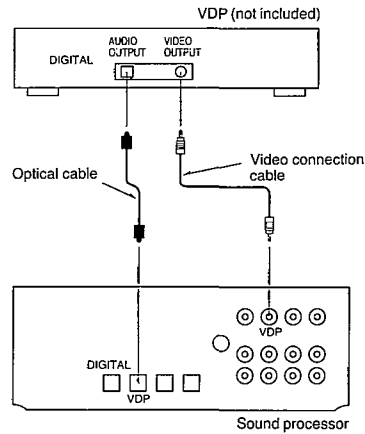 VDP (not included)
AUDIO OUTPUT
VIDEO OUTPUT
DIGITAL
Optical cable
Video connection
cable
VDP
DIGITAL
VDP
Sound processor